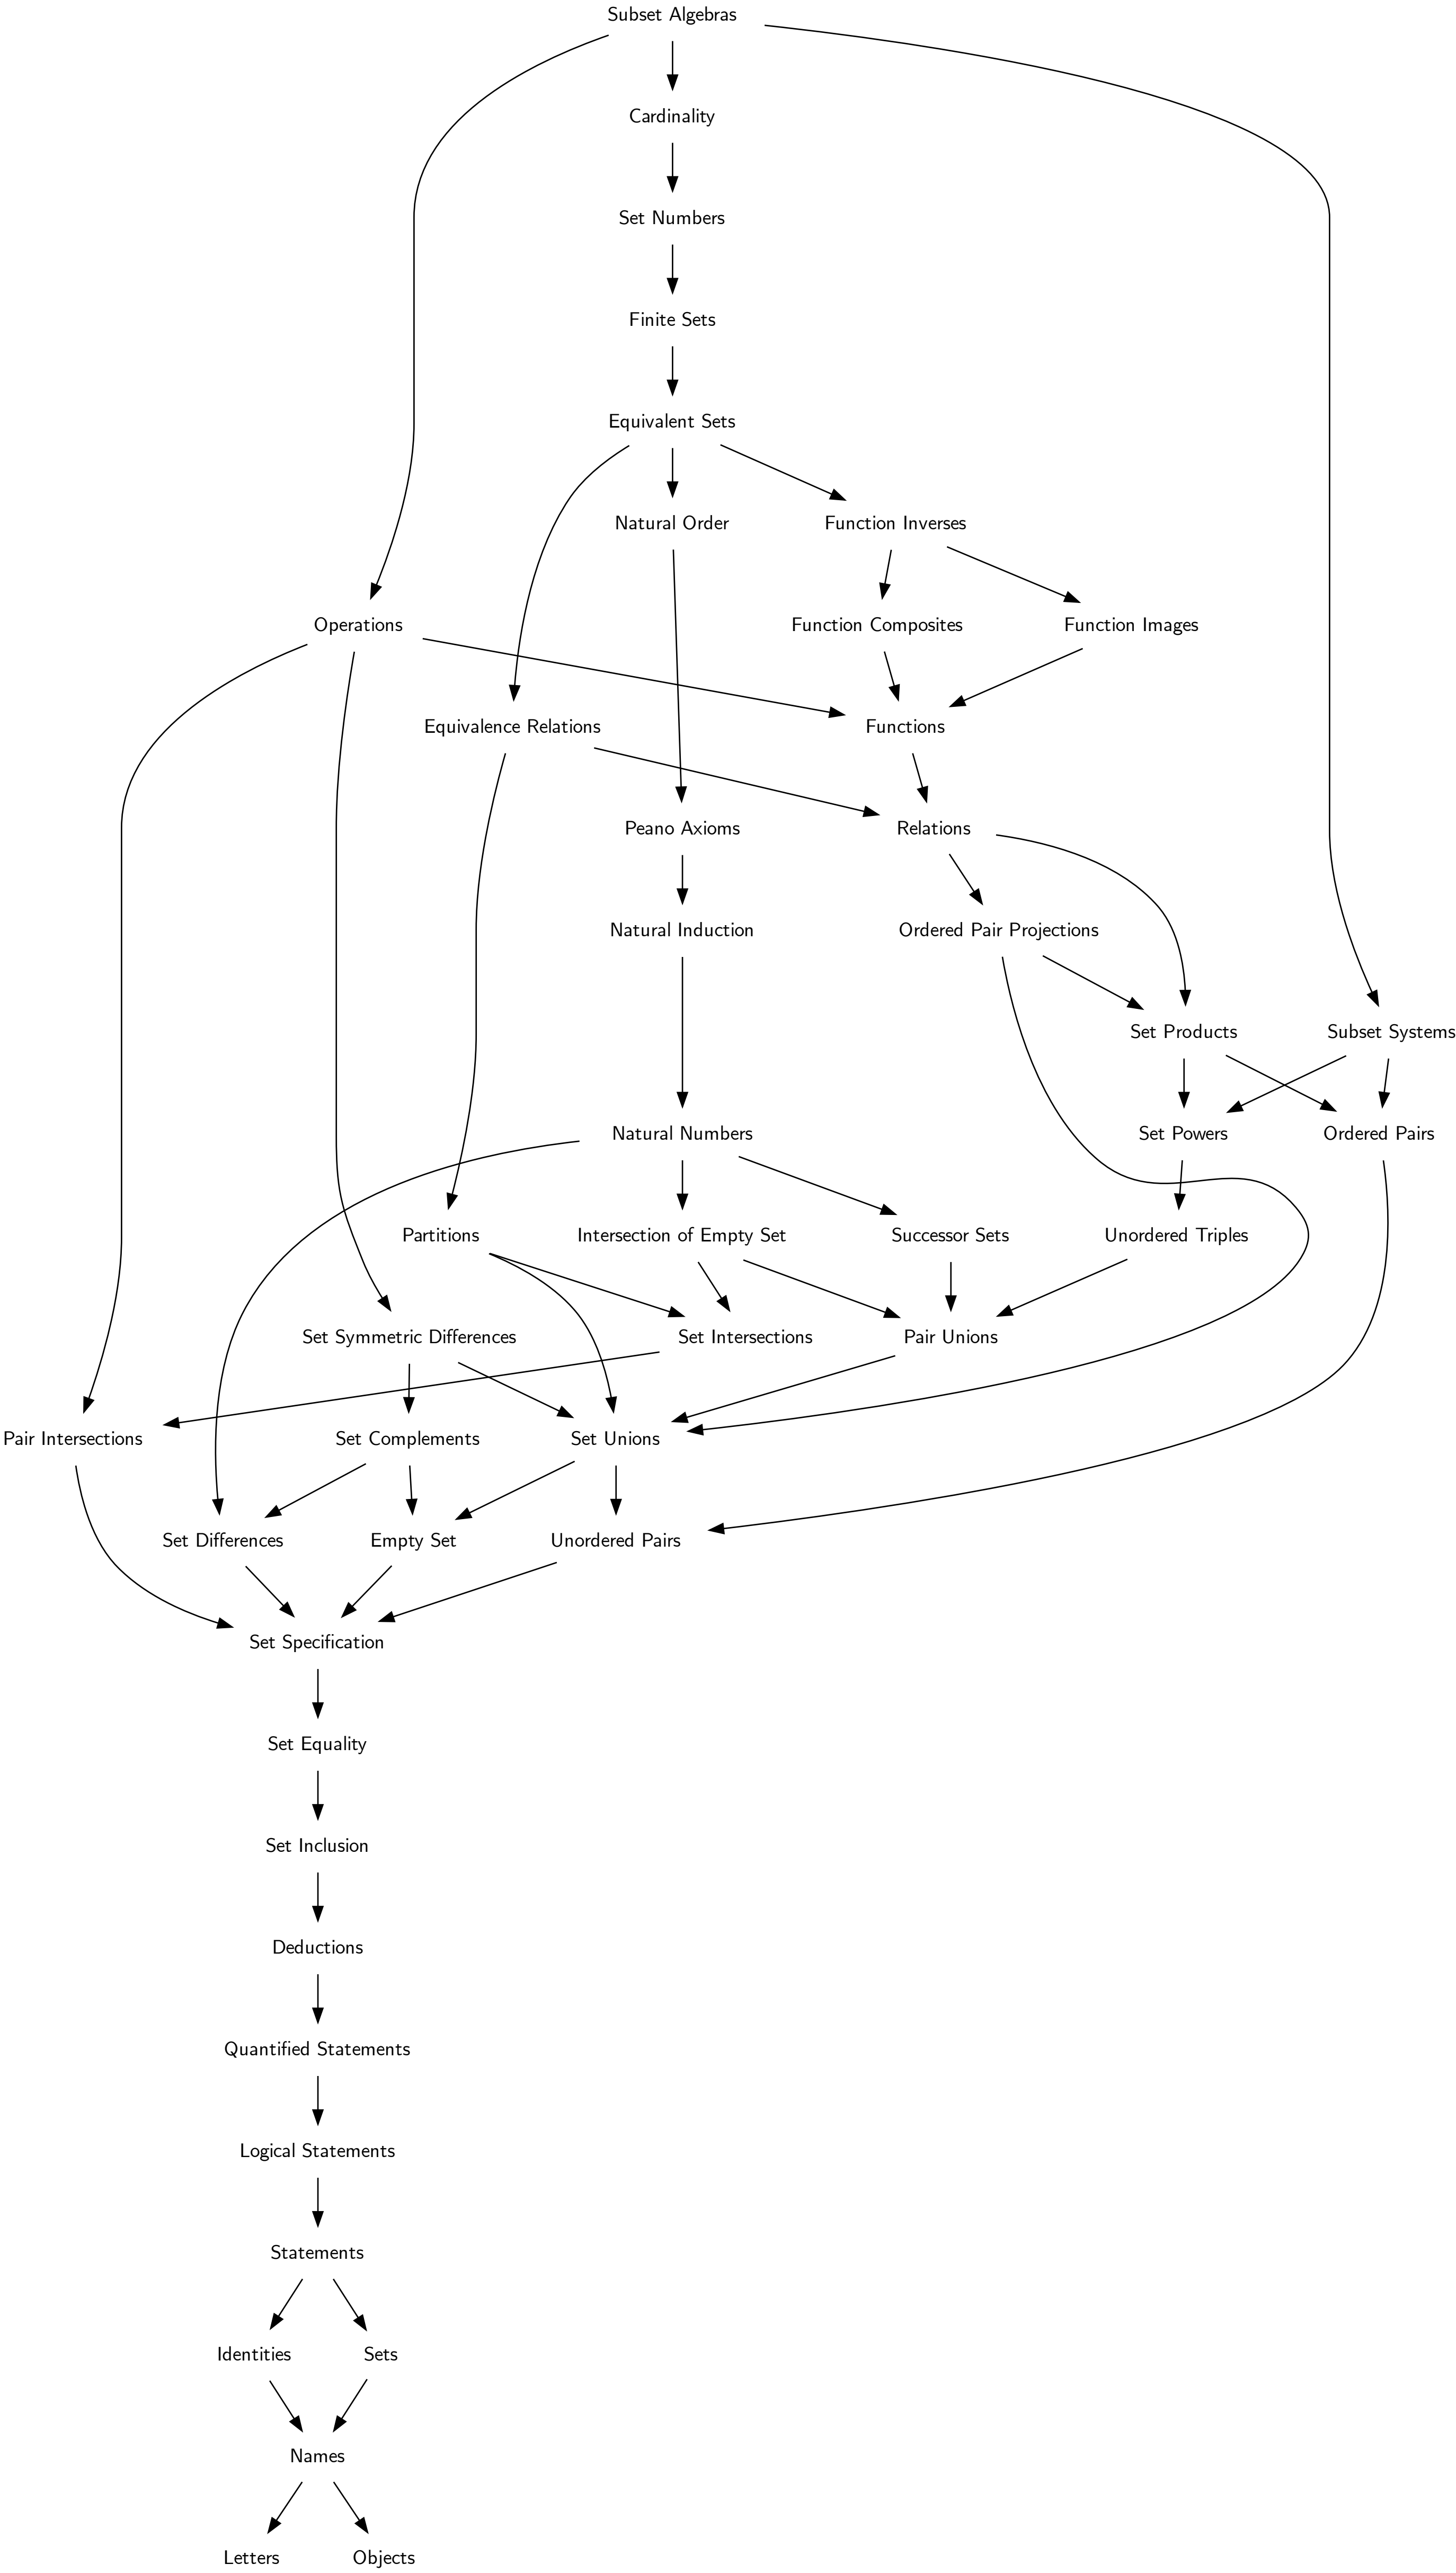 Subset Algebras
Cardinality
Set Numbers
Finite Sets
Equivalent Sets
Natural Order
Function Inverses
Operations
Function Composites
Function Images
Equivalence Relations
Functions
Peano Axioms
Relations
Natural Induction
Ordered Pair Projections
Set Products
Subset Systems
Natural Numbers
Set Powers
Ordered Pairs
Partitions
Intersection of Empty Set
Successor Sets
Unordered Triples
Set Symmetric Differences
Set Intersections
Pair Unions
Pair Intersections
Set Complements
Set Unions
Set Differences
Empty Set
Unordered Pairs
Set Specification
Set Equality
Set Inclusion
Deductions
Quantified Statements
Logical Statements
Statements
Identities
Sets
Names
Letters
Objects